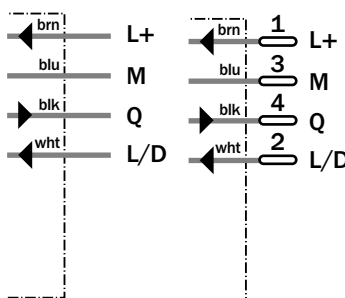 brn L+
blu M
blk Q
wht L/D
brn 1 L+
blu 3 M
blk 4 Q
wht 2 L/D